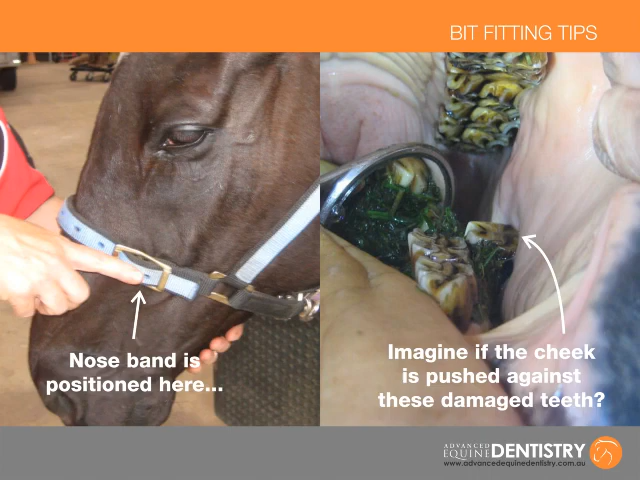 BIT FITTING TIPS
Nose band is
positioned here...
Imagine if the cheek
is pushed against
these damaged teeth?
ADVANCED
EQUINE DENTISTRY
www.advancedequinedentistry.com.au